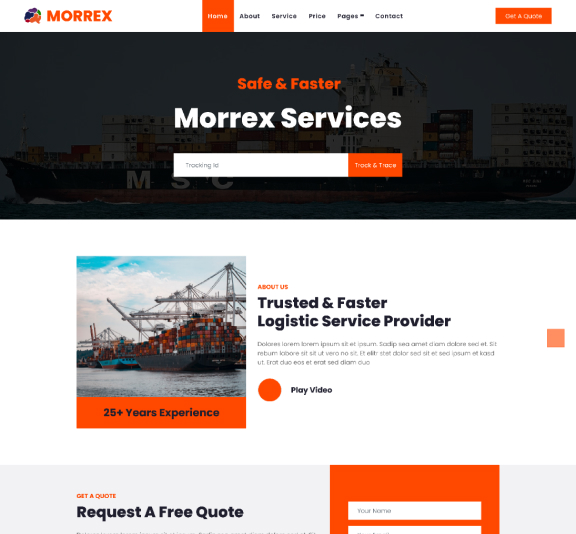 MORREX
Home About Service Price Pages Contact
Get A Quote
Safe & Faster
Morrex Services
Tracking Id
Track & Trace
MSC
ABOUT US
Trusted & Faster
Logistic Service Provider
Dolores lorem lorem ipsum sit et ipsum. Sadip sea amet diam dolore sed et. Sit
rebum labore sit sit ut vero no sit. Et elitr stet dolor sed sit et sed ipsum et kasd
ut. Erat duo eos et erat sed diam duo
Play Video
25+ Years Experience
GET A QUOTE
Request A Free Quote
Your Name